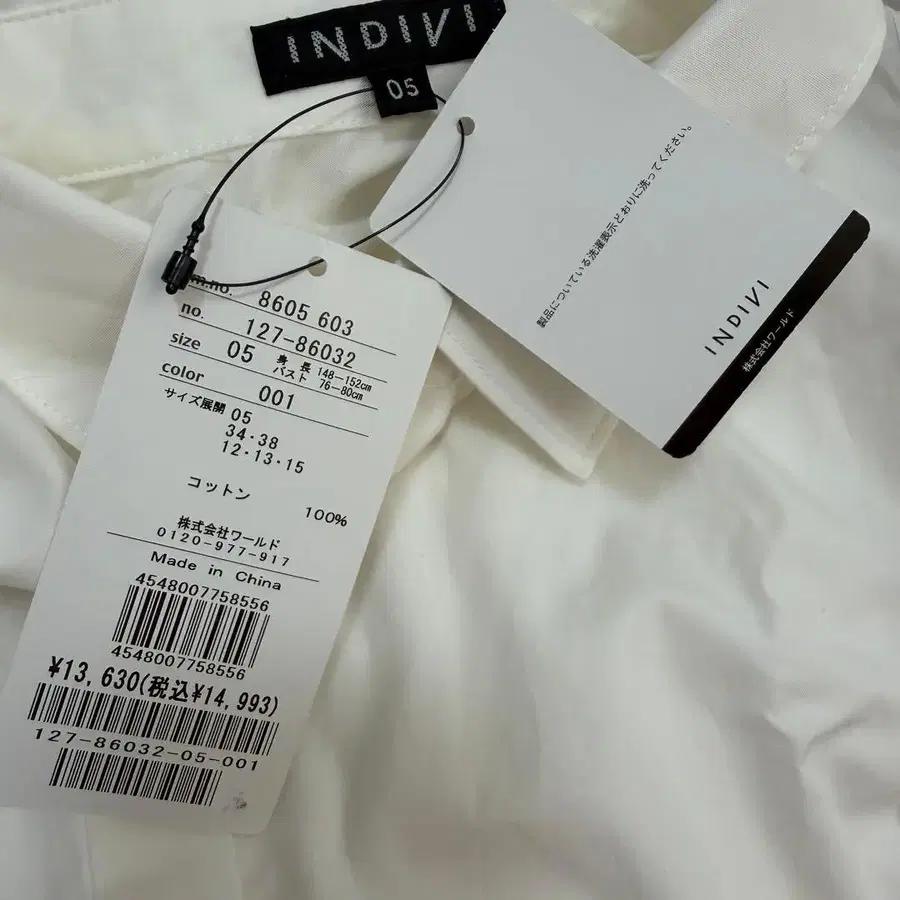 INDIVI
05
製品についている洗濯表示どおりに洗ってください。
INDIVI
株式会社ワールド
m.no. 8605 603
no. 127-86032
size 05 身長 148-152cm
バスト 76-80cm
color 001
サイズ展開 05
34・38
12・13・15
コットン
100%
株式会社ワールド
0120-977-917
Made in China
4548007758556
4548007758556
¥13,630(税込¥14,993)
127-86032-05-001